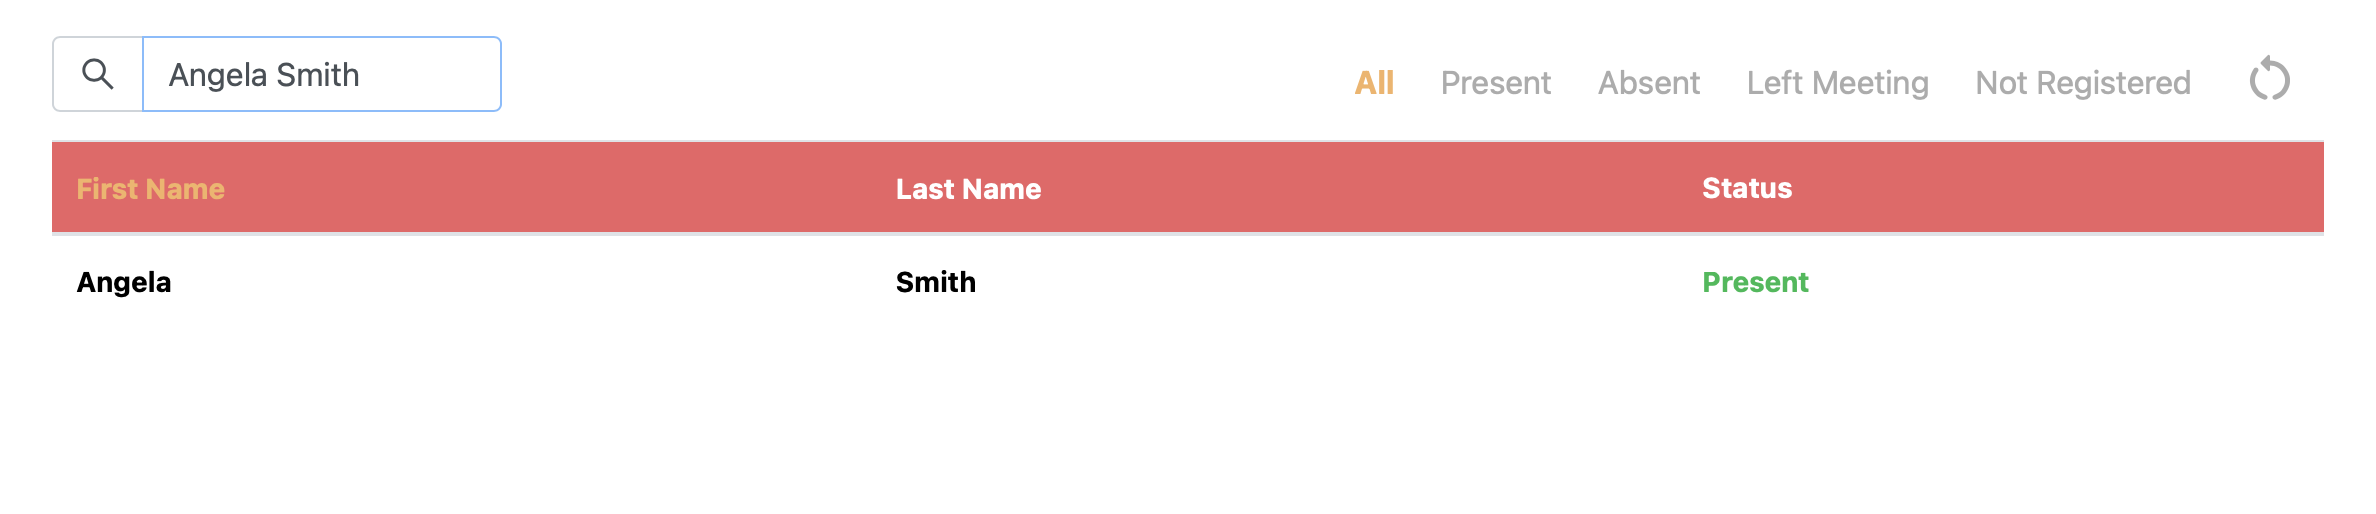 Angela Smith
All Present Absent Left Meeting Not Registered
First Name Last Name Status
Angela Smith Present